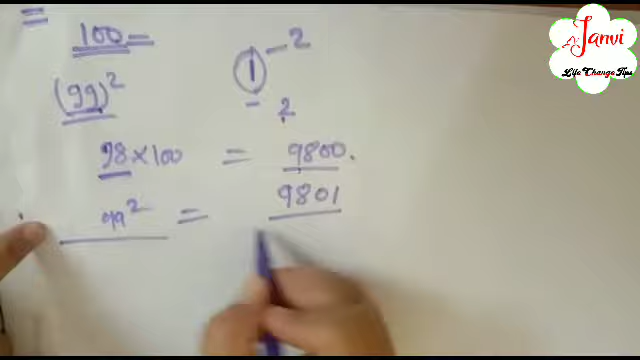 100 —
1 - 2
(99)²
- 2
98 × 100 = 9800.
9801
99² =
Janvi
Life Change Tips